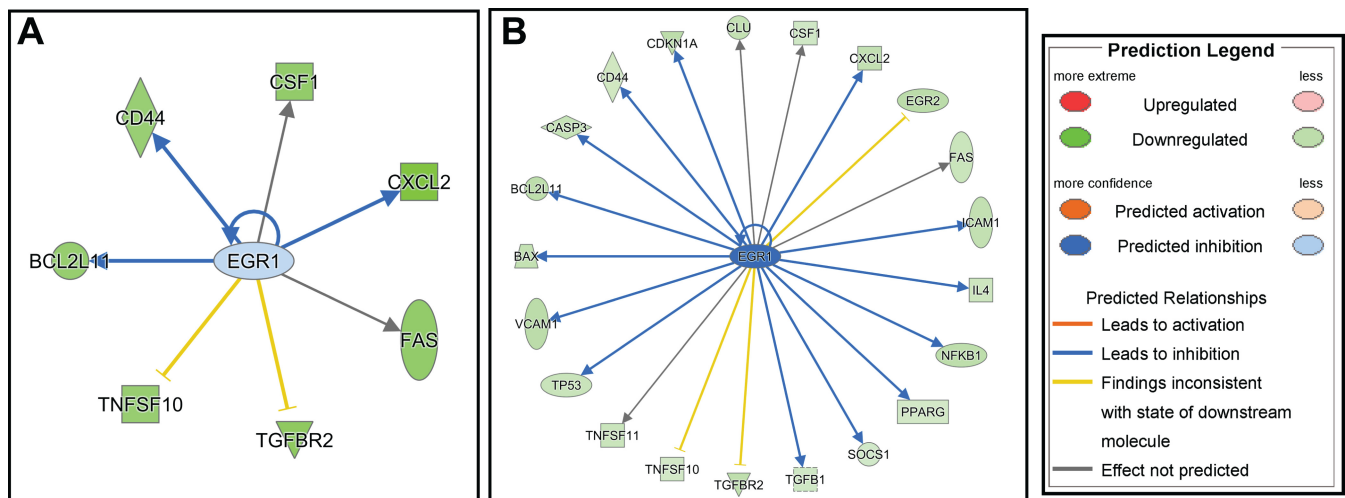 A
CSF1
CD44
CXCL2
BCL2L11
EGR1
FAS
TNFSF10
TGFBR2
B
CLU
CSF1
CDKN1A
CXCL2
CD44
EGR2
CASP3
FAS
BCL2L11
ICAM1
BAX
EGR1
IL4
VCAM1
NFKB1
TP53
PPARG
TNFSF11
SOCS1
TNFSF10
TGFBR2
TGFB1
Prediction Legend
more extreme less
Upregulated
Downregulated
more confidence less
Predicted activation
Predicted inhibition
Predicted Relationships
Leads to activation
Leads to inhibition
Findings inconsistent
with state of downstream
molecule
Effect not predicted